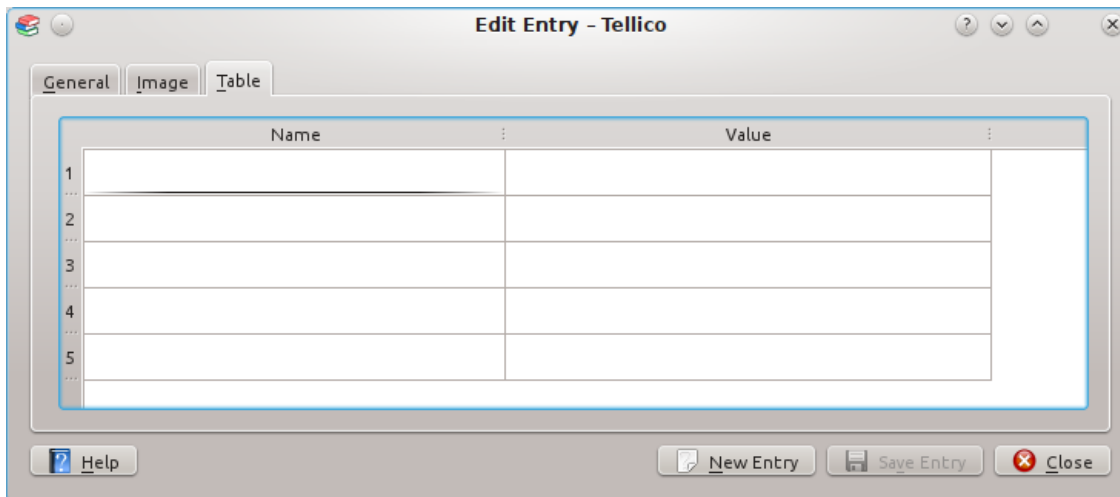 Edit Entry – Tellico
General Image Table
Name Value
1
2
3
4
5
Help New Entry Save Entry Close